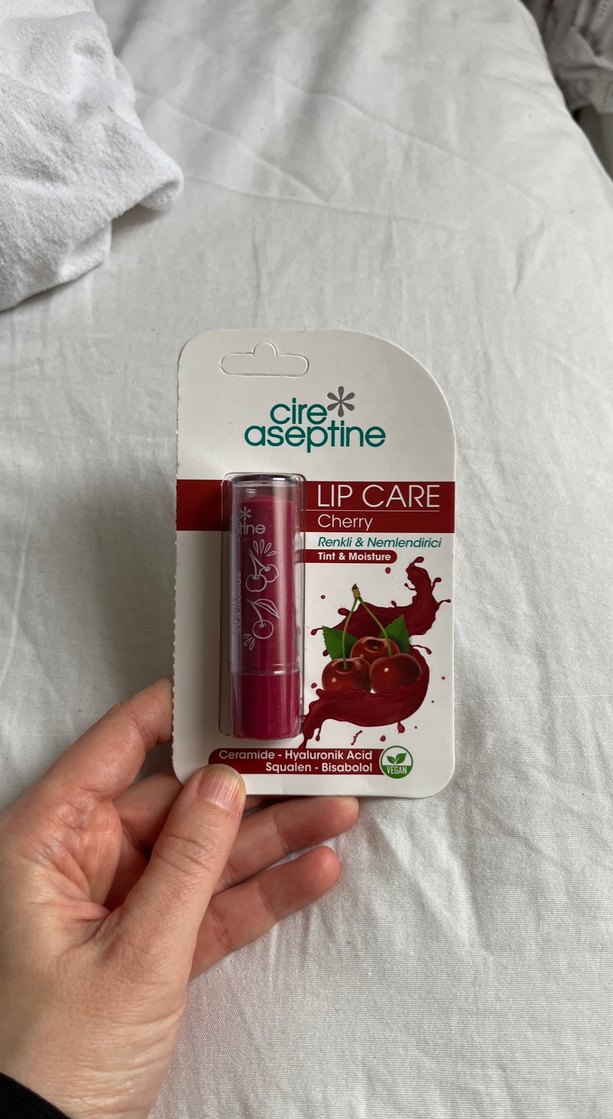 cire
aseptine
LIP CARE
Cherry
Renkli & Nemlendirici
Tint & Moisture
Ceramide - Hyaluronik Acid
Squalen - Bisabolol
VEGAN